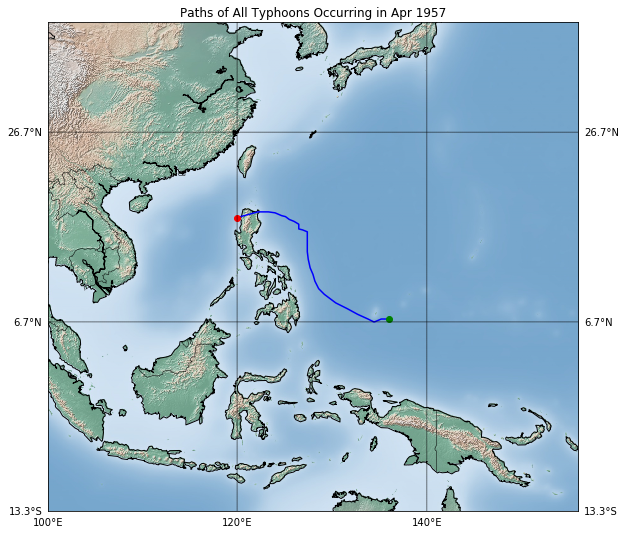 Paths of All Typhoons Occurring in Apr 1957
26.7°N 26.7°N
6.7°N 6.7°N
13.3°S 13.3°S
100°E 120°E 140°E